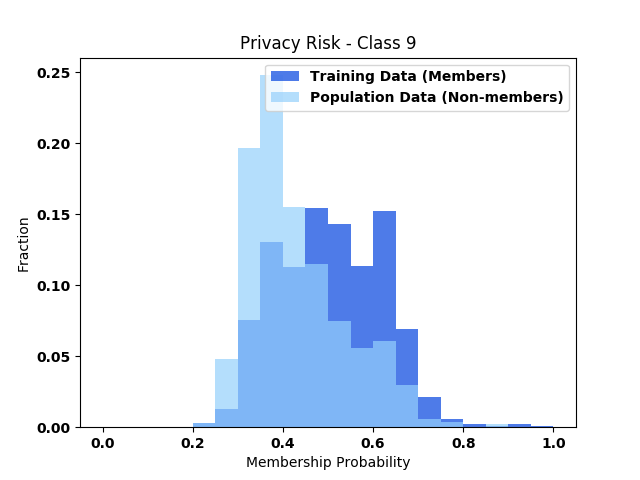 Privacy Risk - Class 9
Training Data (Members)
Population Data (Non-members)
Fraction
0.25
0.20
0.15
0.10
0.05
0.00
0.0 0.2 0.4 0.6 0.8 1.0
Membership Probability